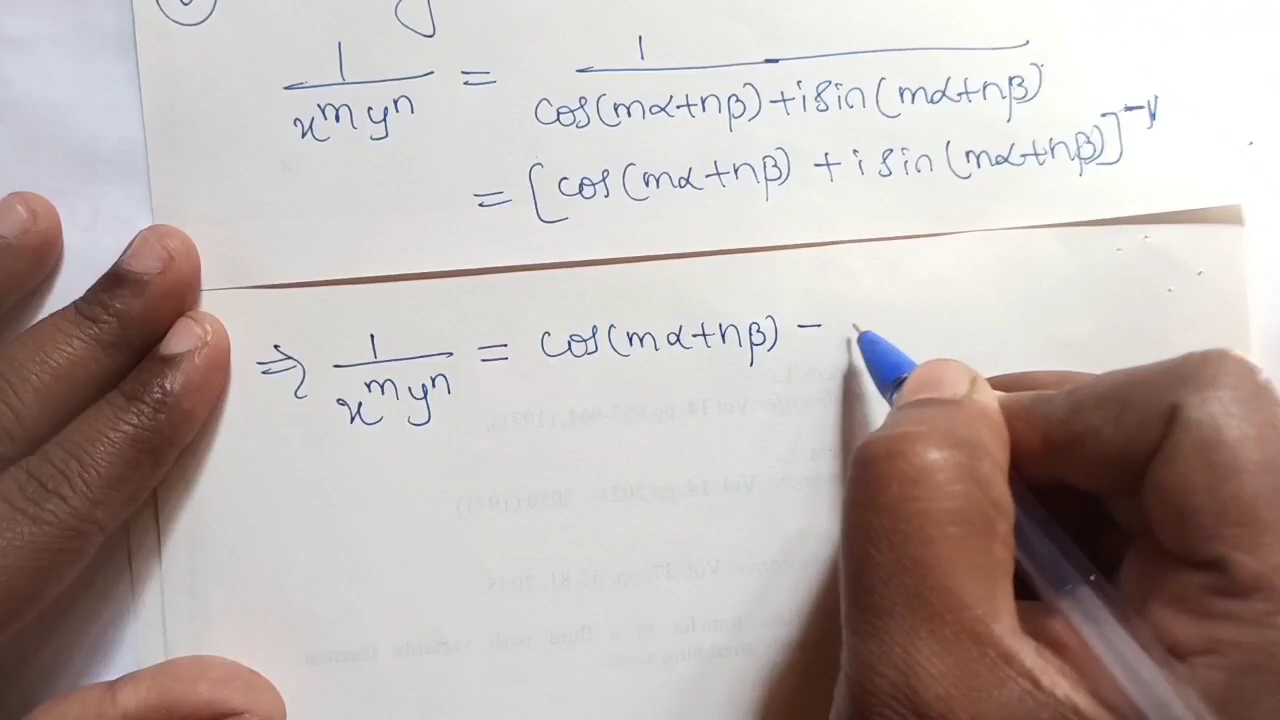 1/(x^m y^n) = 1/(cos(mα+nβ)+i sin(mα+nβ))
= [cos(mα+nβ) + i sin(mα+nβ)]^-1
⇒ 1/(x^m y^n) = cos(mα+nβ) −